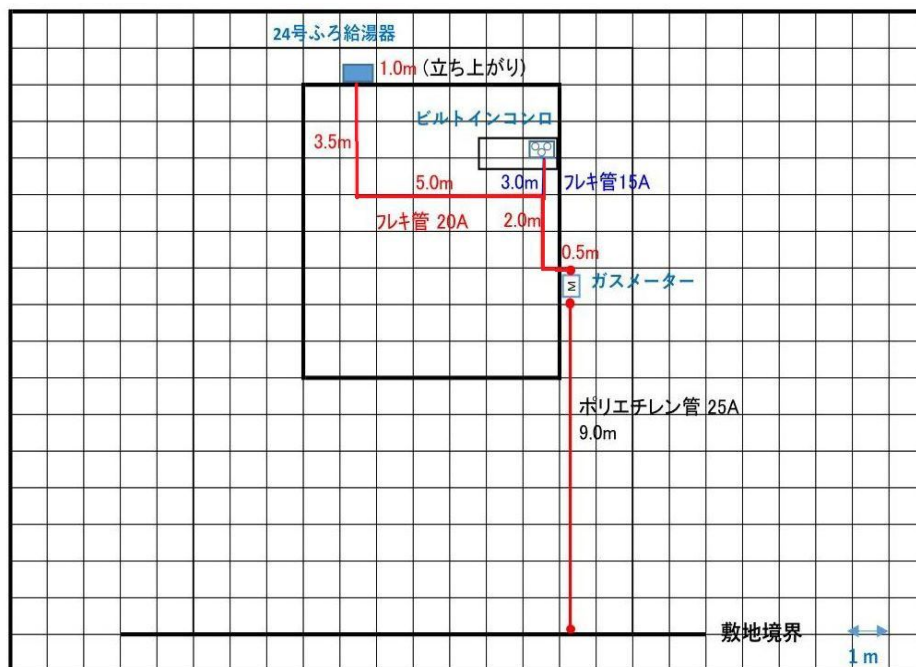 24号ふろ給湯器
1.0m (立ち上がり)
ビルトインコンロ
3.5m
5.0m
3.0m
フレキ管15A
フレキ管 20A
2.0m
0.5m
M
ガスメーター
ポリエチレン管 25A
9.0m
敷地境界
1 m